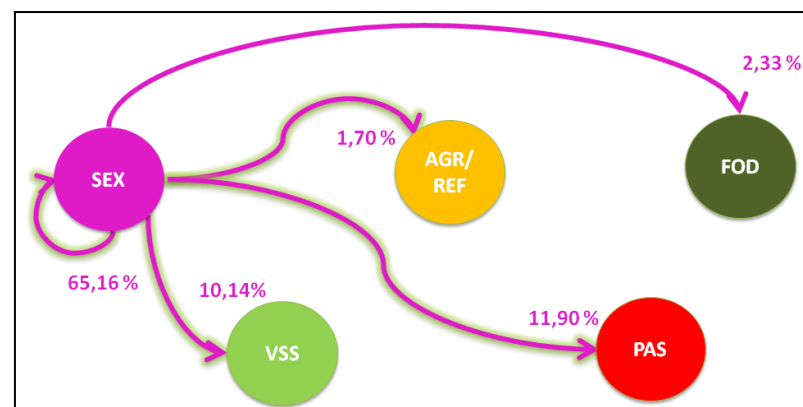 2,33 %
1,70 %
AGR/
REF
FOD
SEX
65,16 %
10,14%
11,90 %
VSS
PAS